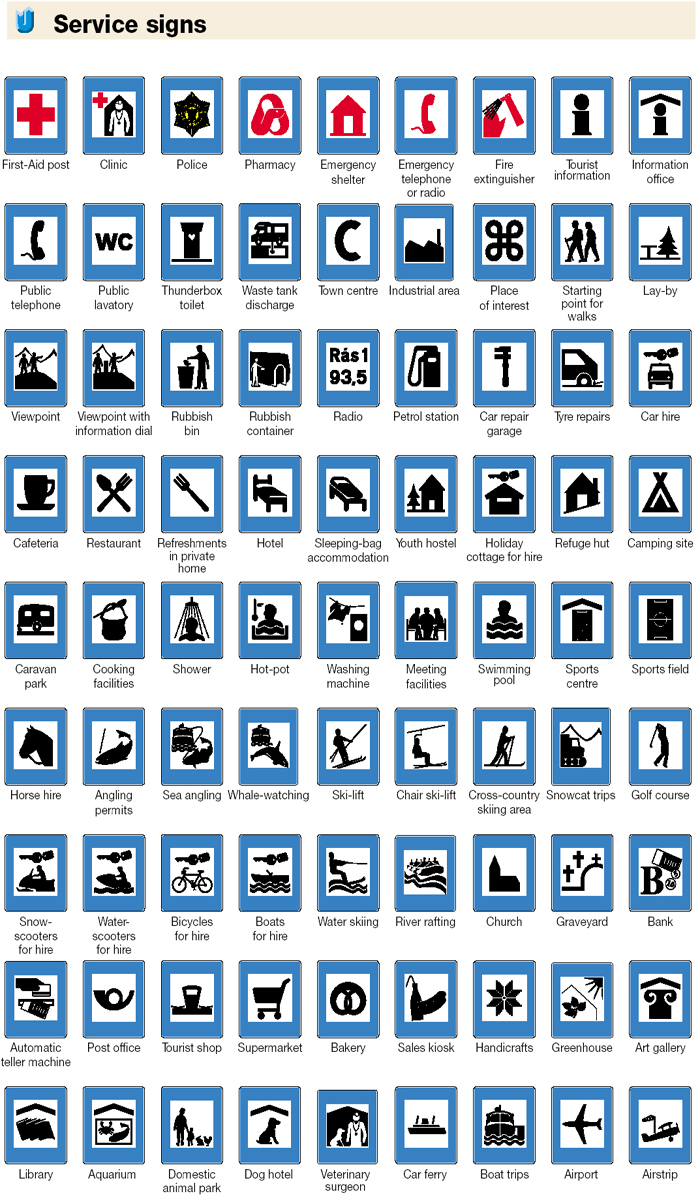 Service signs
First-Aid post
Clinic
Police
Pharmacy
Emergency
shelter
Emergency
telephone
or radio
Fire
extinguisher
Tourist
information
Information
office
WC
C
Public
telephone
Public
lavatory
Thunderbox
toilet
Waste tank
discharge
Town centre
Industrial area
Place
of interest
Starting
point for
walks
Lay-by
Rás 1
93,5
Viewpoint
Viewpoint with
information dial
Rubbish
bin
Rubbish
container
Radio
Petrol station
Car repair
garage
Tyre repairs
Car hire
Cafeteria
Restaurant
Refreshments
in private
home
Hotel
Sleeping-bag
accommodation
Youth hostel
Holiday
cottage for hire
Refuge hut
Camping site
Caravan
park
Cooking
facilities
Shower
Hot-pot
Washing
machine
Meeting
facilities
Swimming
pool
Sports
centre
Sports field
Horse hire
Angling
permits
Sea angling
Whale-watching
Ski-lift
Chair ski-lift
Cross-country
skiing area
Snowcat trips
Golf course
B
Snow-
scooters
for hire
Water-
scooters
for hire
Bicycles
for hire
Boats
for hire
Water skiing
River rafting
Church
Graveyard
Bank
Automatic
teller machine
Post office
Tourist shop
Supermarket
Bakery
Sales kiosk
Handicrafts
Greenhouse
Art gallery
Library
Aquarium
Domestic
animal park
Dog hotel
Veterinary
surgeon
Car ferry
Boat trips
Airport
Airstrip